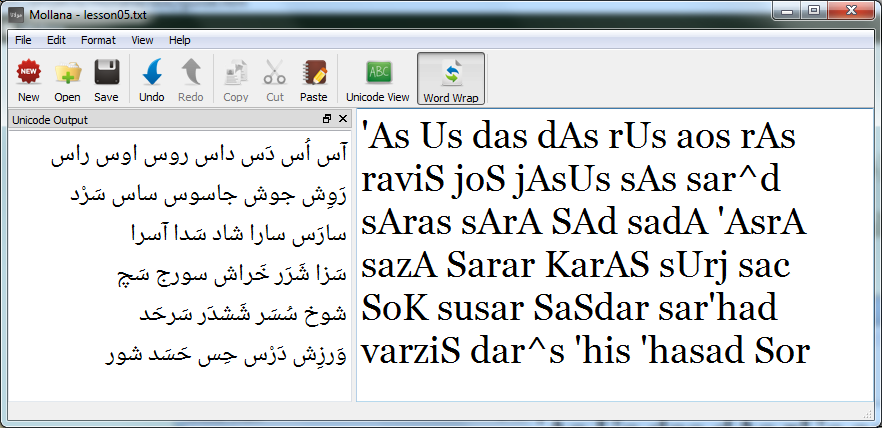 Mollana - lesson05.txt
File Edit Format View Help
NEW ABC
New Open Save Undo Redo Copy Cut Paste Unicode View Word Wrap
Unicode Output
آس اُس دَس داس روس اوس راس
رَوِش جوش جاسوس ساس سَرْد
سارَس سارا شاد سَدا آسرا
سَزا شَرَر خَراش سورج سَچ
شوخ سُسَر شَشدَر سَرحَد
وَرزِش دَرْس حِس حَسَد شور
'As Us das dAs rUs aos rAs
raviS joS jAsUs sAs sar^d
sAras sArA SAd sadA 'AsrA
sazA Sarar KarAS sUrj sac
SoK susar SaSdar sar'had
varziS dar^s 'his 'hasad Sor